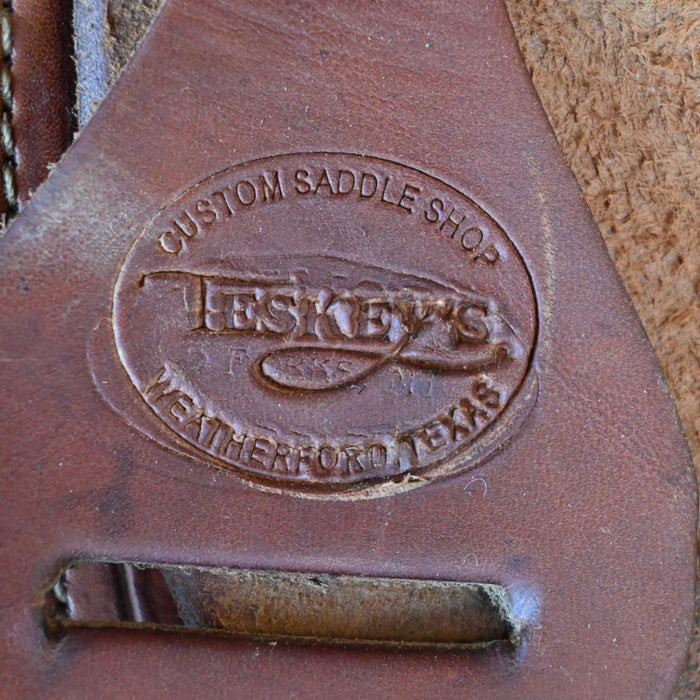 CUSTOM SADDLE SHOP
TESKEY'S
WEATHERFORD, TEXAS